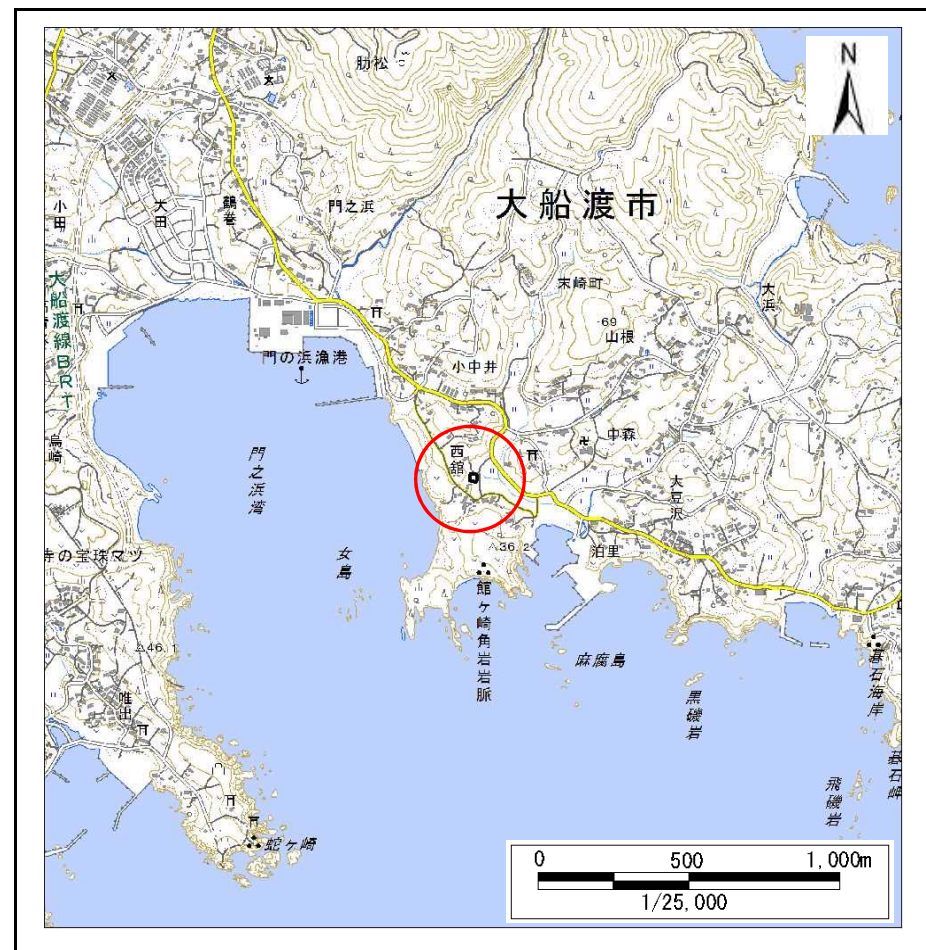 肋松
N
大船渡市
小田
大田
鶴巻
門之浜
末崎町
大浜
大船渡線BRT
69
山根
門の浜漁港
小中井
西舘
中森
門之浜湾
大豆沢
36.2
泊里
女島
館ヶ崎角岩岩脈
麻腐島
黒磯岩
碁石海岸
碁石岬
飛磯岩
寺の宝珠マツ
46.1
唯出
蛇ヶ崎
0 500 1,000m
1/25,000